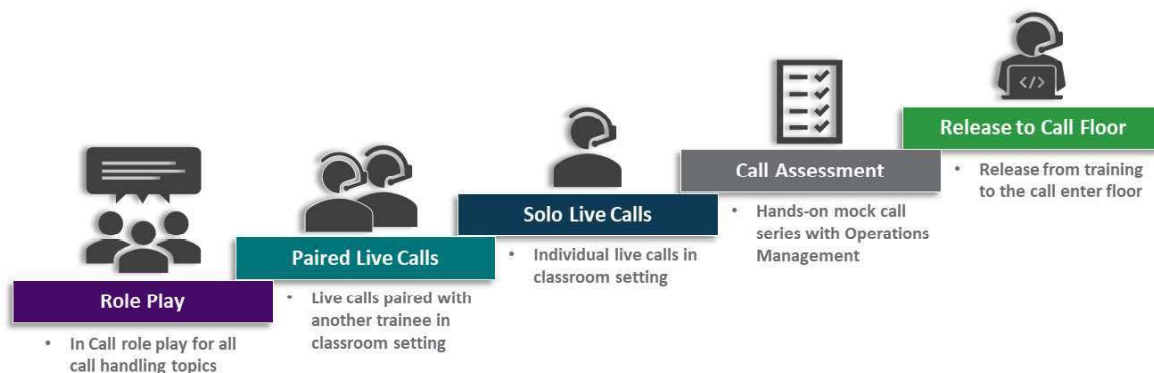 Role Play
• In Call role play for all
call handling topics
Paired Live Calls
• Live calls paired with
another trainee in
classroom setting
Solo Live Calls
• Individual live calls in
classroom setting
Call Assessment
• Hands-on mock call
series with Operations
Management
</>
Release to Call Floor
• Release from training
to the call enter floor